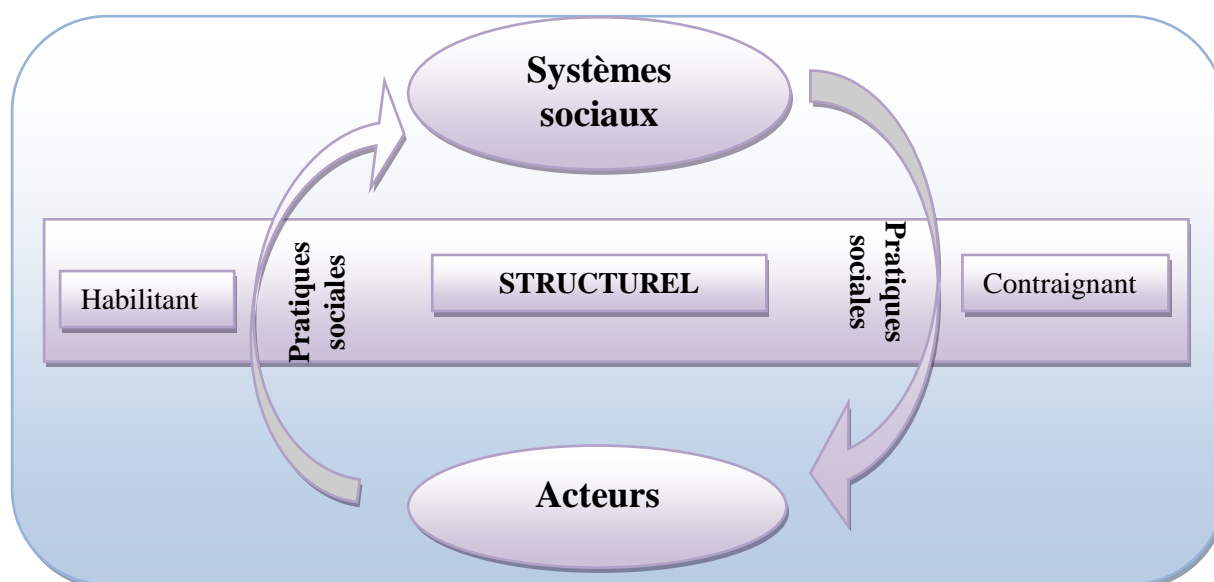 Systèmes
sociaux
Habilitant
Pratiques
sociales
STRUCTUREL
Pratiques
sociales
Contraignant
Acteurs